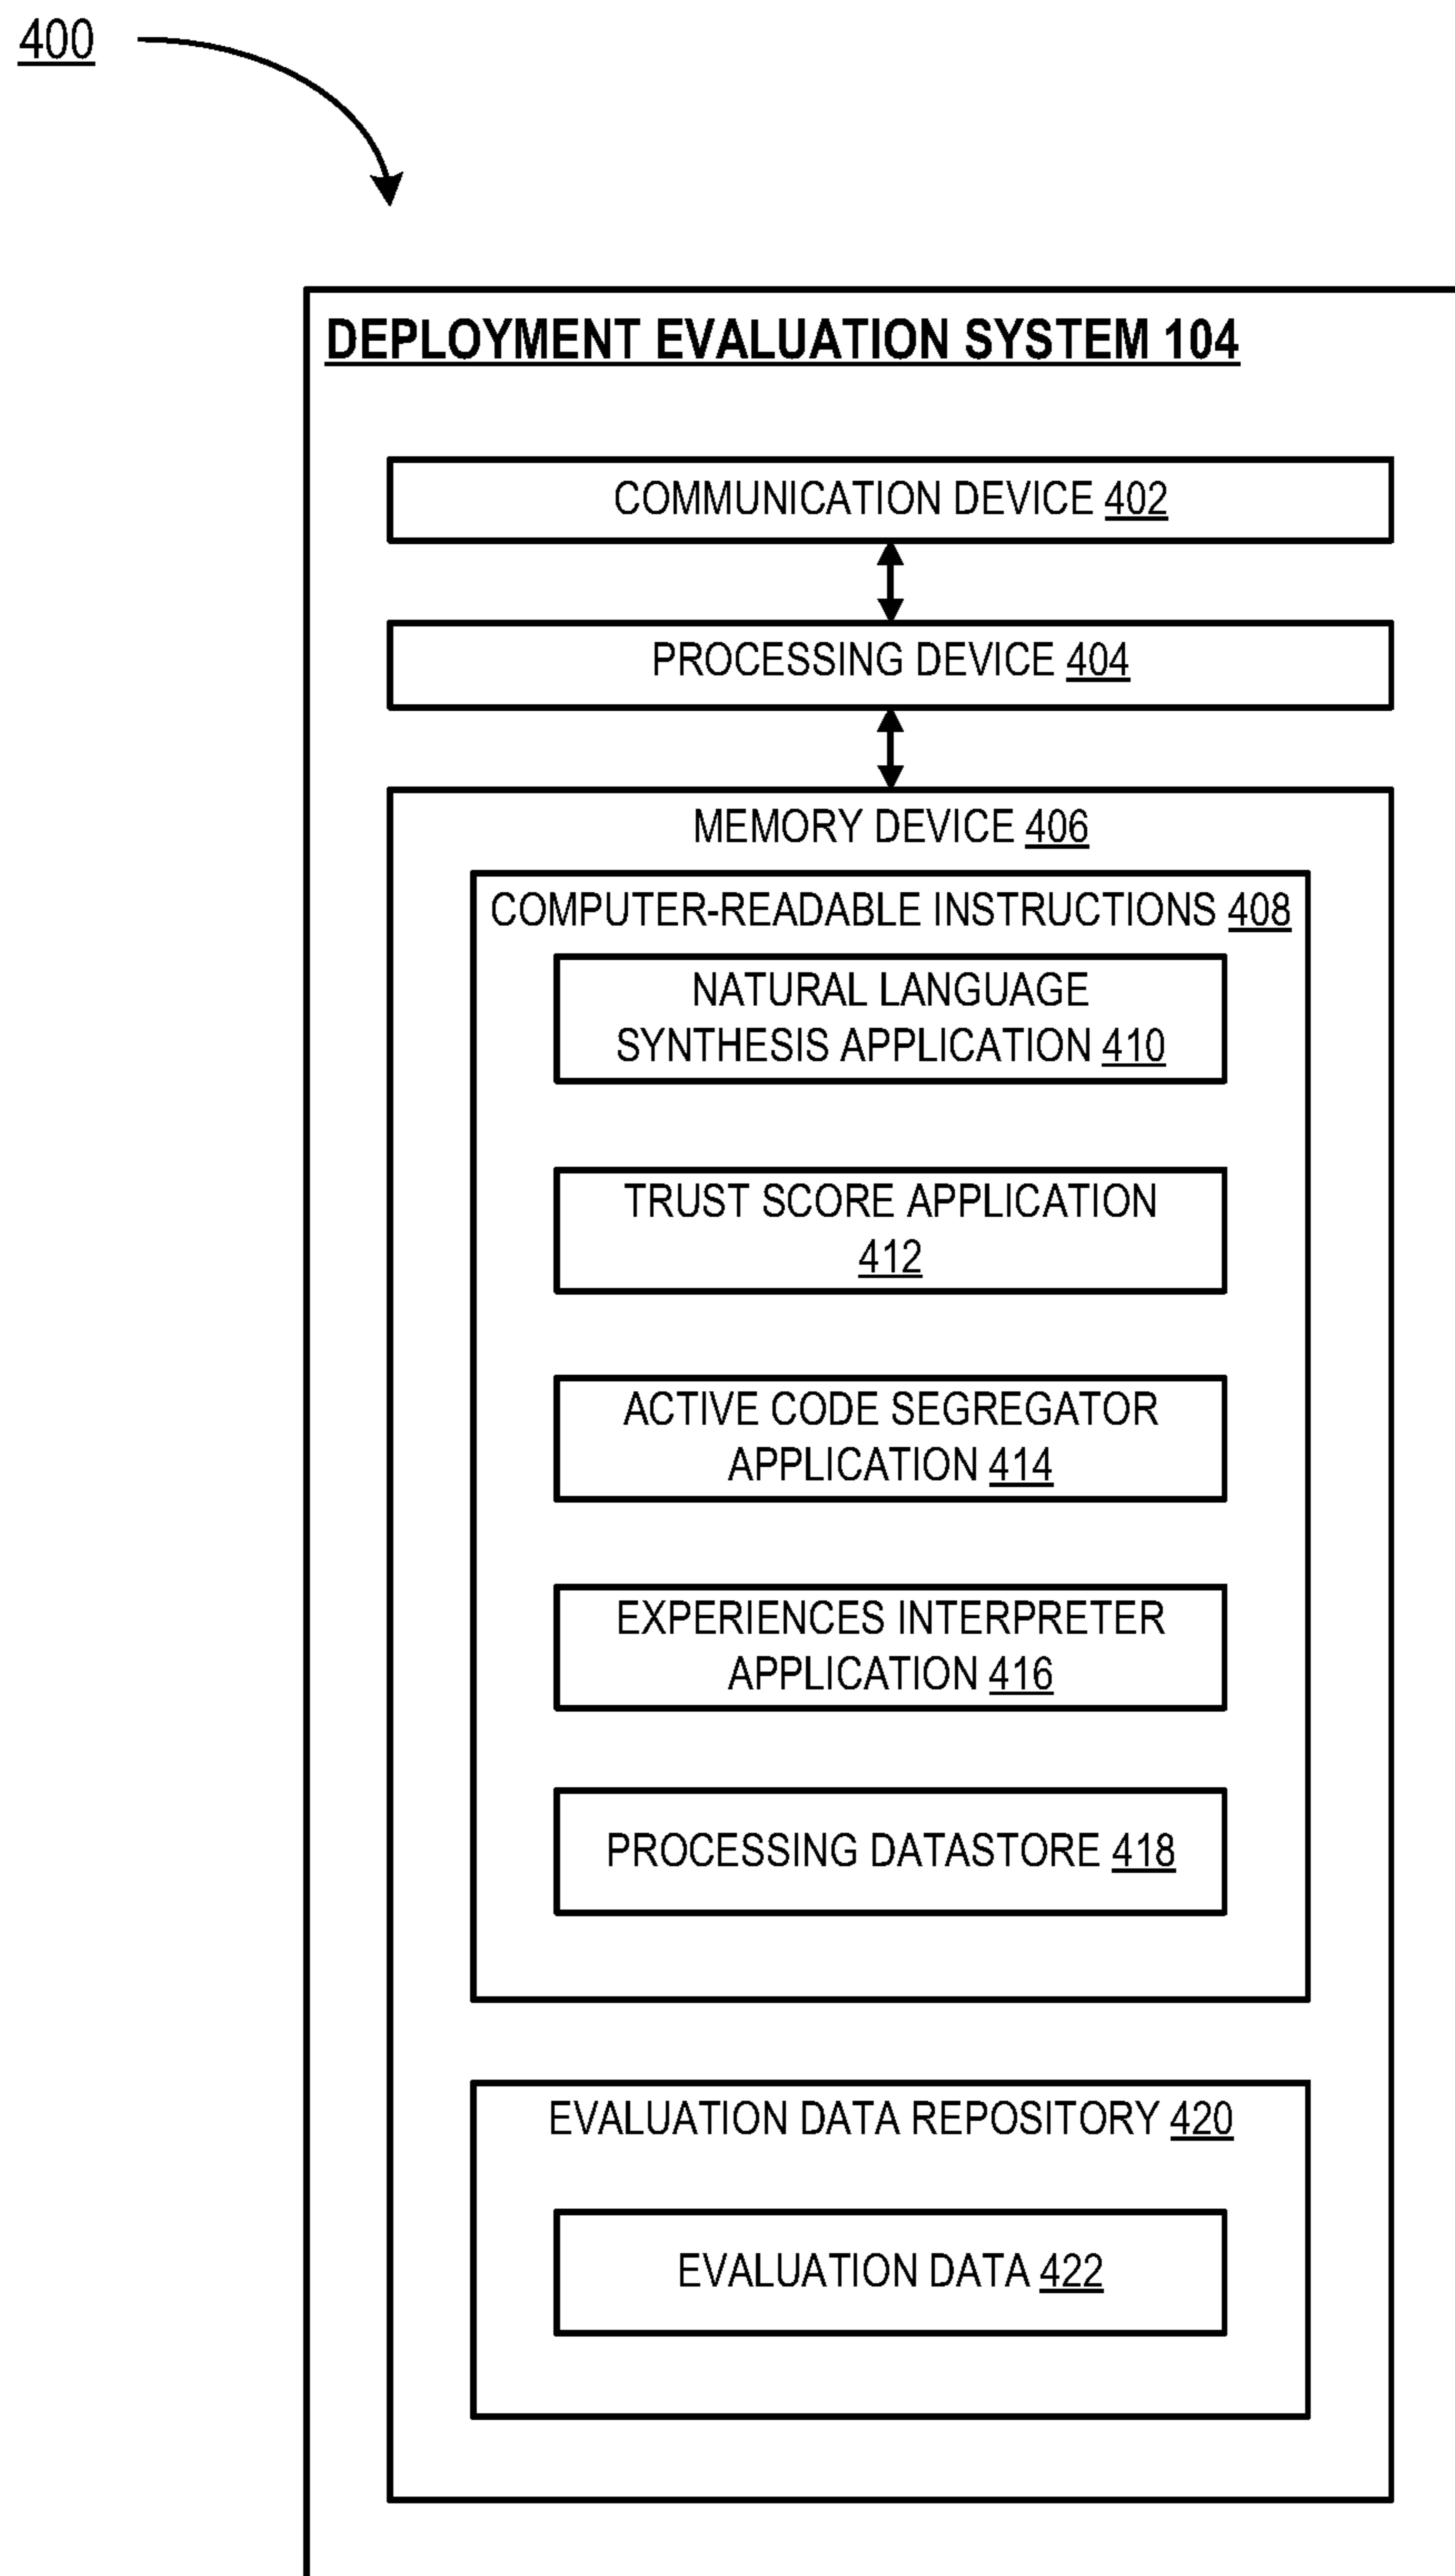 400
DEPLOYMENT EVALUATION SYSTEM 104
COMMUNICATION DEVICE 402
PROCESSING DEVICE 404
MEMORY DEVICE 406
COMPUTER-READABLE INSTRUCTIONS 408
NATURAL LANGUAGE
SYNTHESIS APPLICATION 410
TRUST SCORE APPLICATION
412
ACTIVE CODE SEGREGATOR
APPLICATION 414
EXPERIENCES INTERPRETER
APPLICATION 416
PROCESSING DATASTORE 418
EVALUATION DATA REPOSITORY 420
EVALUATION DATA 422